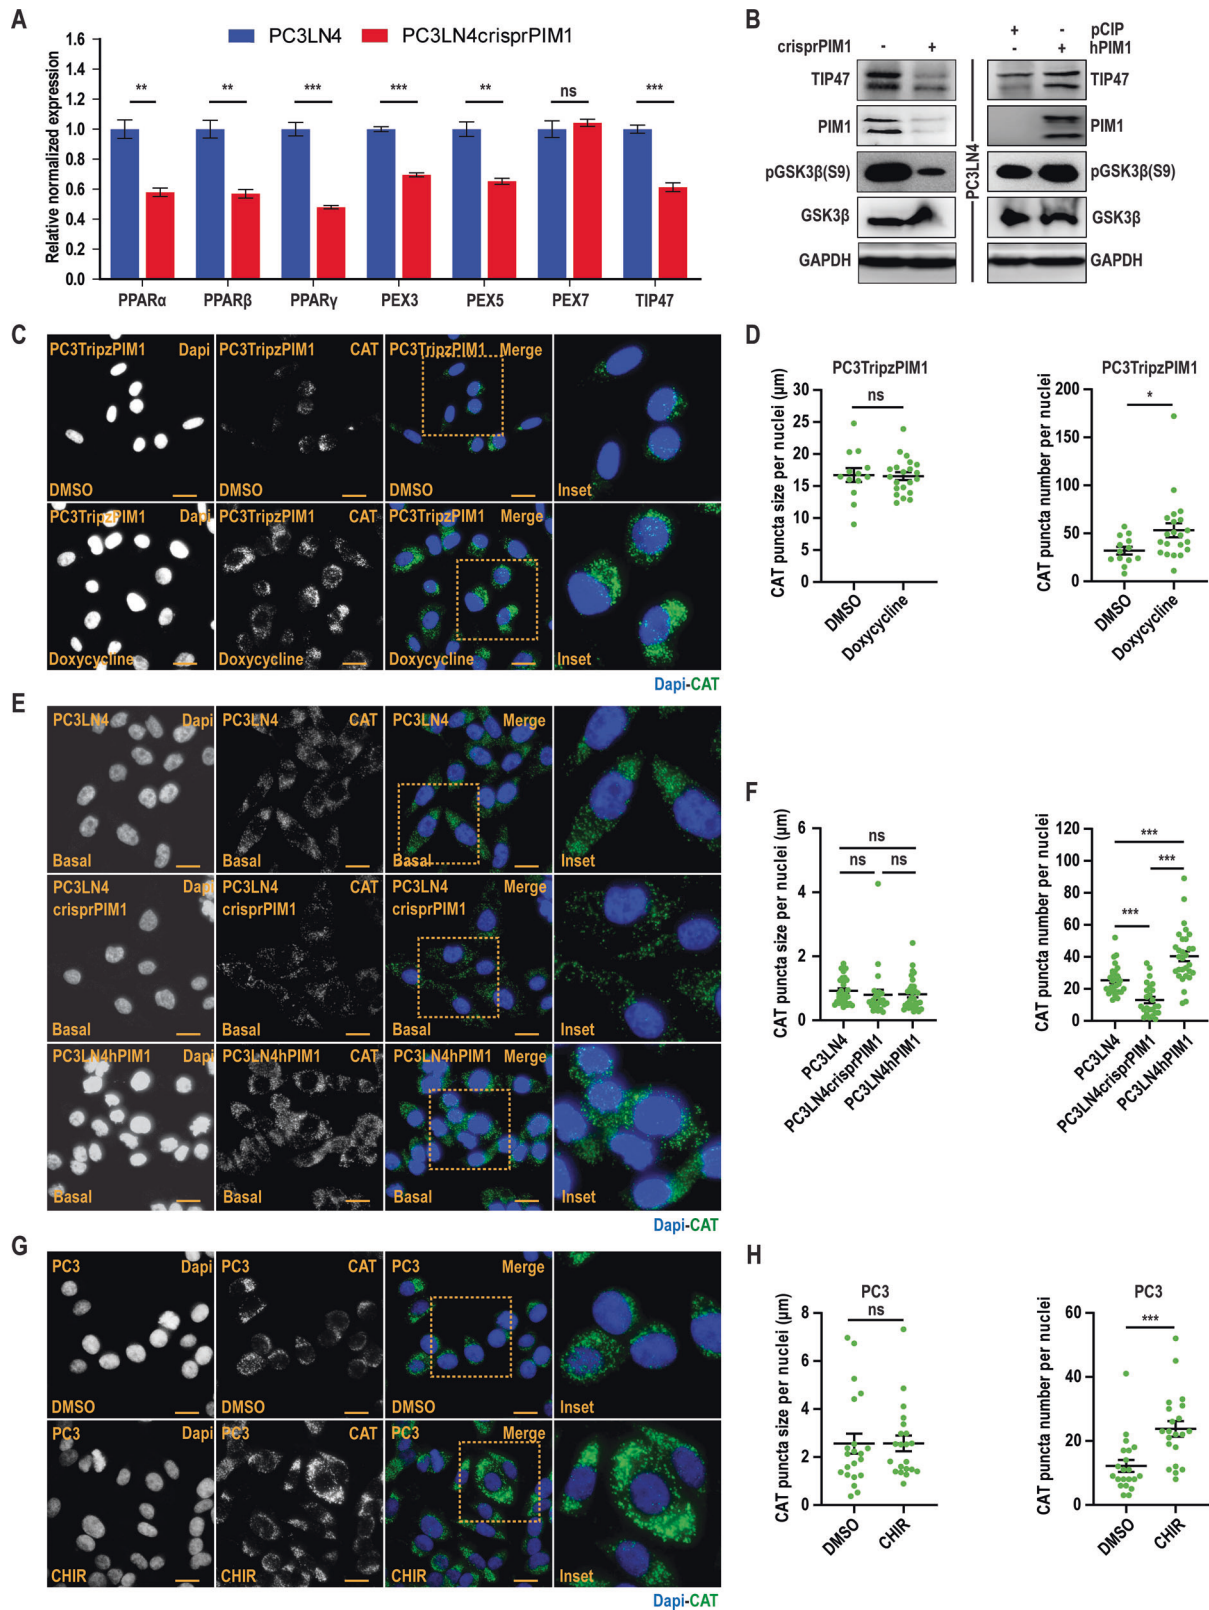 A
1.6
1.4
1.2
1.0
0.8
0.6
0.4
0.2
0.0
Relative normalized expression
PC3LN4 PC3LN4crisprPIM1
** ** *** *** ** ns ***
PPARα PPARβ PPARγ PEX3 PEX5 PEX7 TIP47
B
crisprPIM1 - +
+ - pCIP
- + hPIM1
TIP47 TIP47
PIM1 PIM1
pGSK3β(S9) pGSK3β(S9)
GSK3β GSK3β
GAPDH GAPDH
PC3LN4
C
PC3TripzPIM1 Dapi PC3TripzPIM1 CAT PC3TripzPIM1 Merge
DMSO DMSO DMSO Inset
PC3TripzPIM1 Dapi PC3TripzPIM1 CAT PC3TripzPIM1 Merge
Doxycycline Doxycycline Doxycycline Inset
Dapi-CAT
D
PC3TripzPIM1
CAT puncta size per nuclei (µm)
30
25
20
15
10
5
0
ns
DMSO
Doxycycline
PC3TripzPIM1
CAT puncta number per nuclei
200
150
100
50
0
*
DMSO
Doxycycline
E
PC3LN4 Dapi PC3LN4 CAT PC3LN4 Merge
Basal Basal Basal Inset
PC3LN4 Dapi PC3LN4 CAT PC3LN4 Merge
crisprPIM1 crisprPIM1 crisprPIM1
Basal Basal Basal Inset
PC3LN4hPIM1 Dapi PC3LN4hPIM1 CAT PC3LN4hPIM1 Merge
Basal Basal Basal Inset
Dapi-CAT
F
CAT puncta size per nuclei (µm)
6
4
2
0
ns
ns ns
PC3LN4
PC3LN4crisprPIM1
PC3LN4hPIM1
CAT puncta number per nuclei
120
100
80
60
40
20
0
***
***
***
PC3LN4
PC3LN4crisprPIM1
PC3LN4hPIM1
G
PC3 Dapi PC3 CAT PC3 Merge
DMSO DMSO DMSO Inset
PC3 Dapi PC3 CAT PC3 Merge
CHIR CHIR CHIR Inset
Dapi-CAT
H
PC3
CAT puncta size per nuclei (µm)
8
6
4
2
0
ns
DMSO
CHIR
PC3
CAT puncta number per nuclei
60
40
20
0
***
DMSO
CHIR